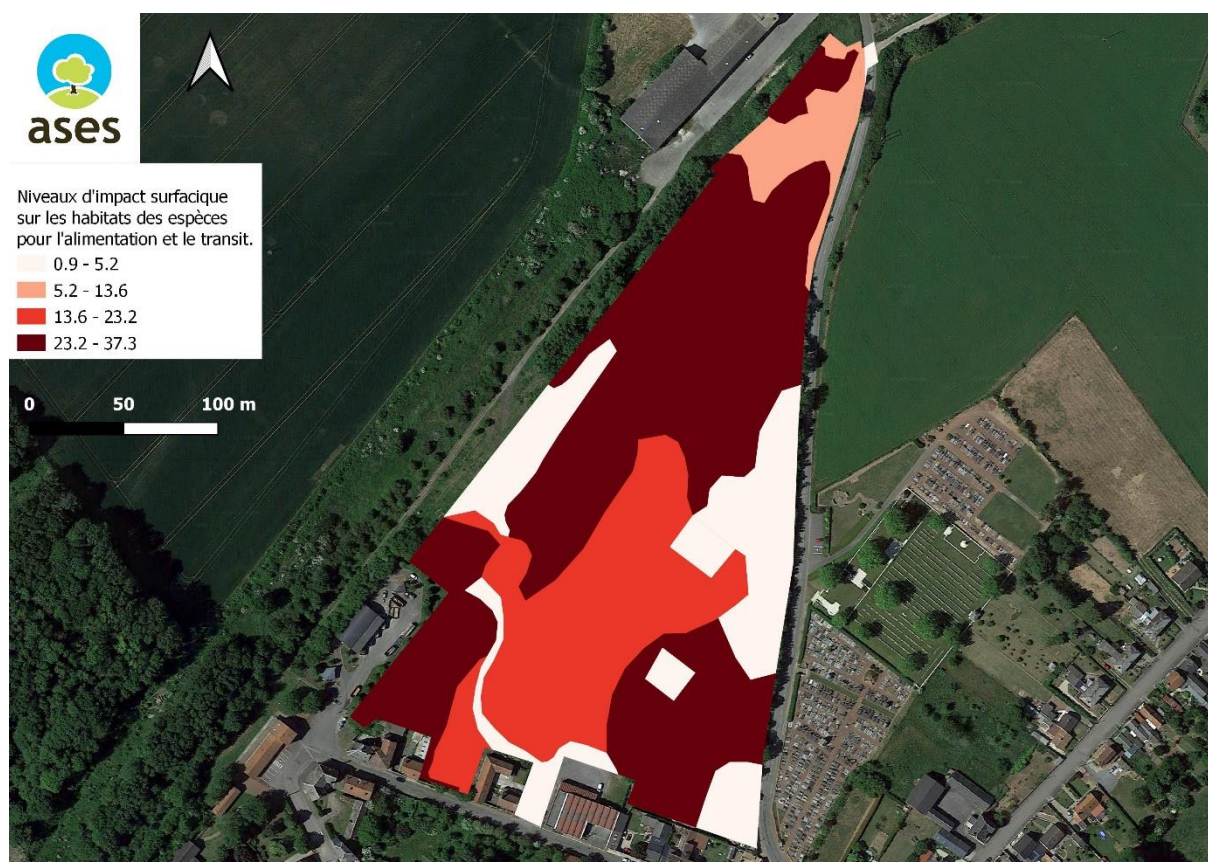 ases
Niveaux d'impact surfacique
sur les habitats des espèces
pour l'alimentation et le transit.
0.9 - 5.2
5.2 - 13.6
13.6 - 23.2
23.2 - 37.3
0 50 100 m